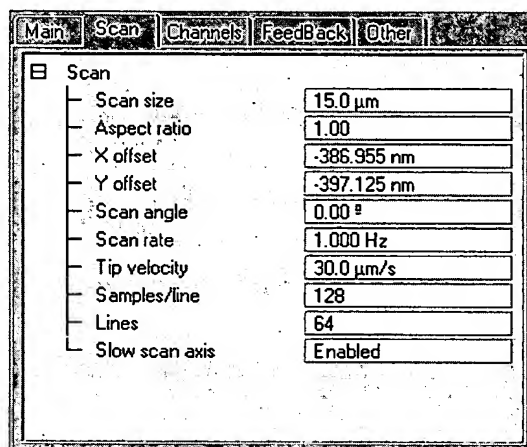 Main Scan Channels FeedBack Other
Scan
Scan size 15.0 µm
Aspect ratio 1.00
X offset -386.955 nm
Y offset -397.125 nm
Scan angle 0.00 º
Scan rate 1.000 Hz
Tip velocity 30.0 µm/s
Samples/line 128
Lines 64
Slow scan axis Enabled